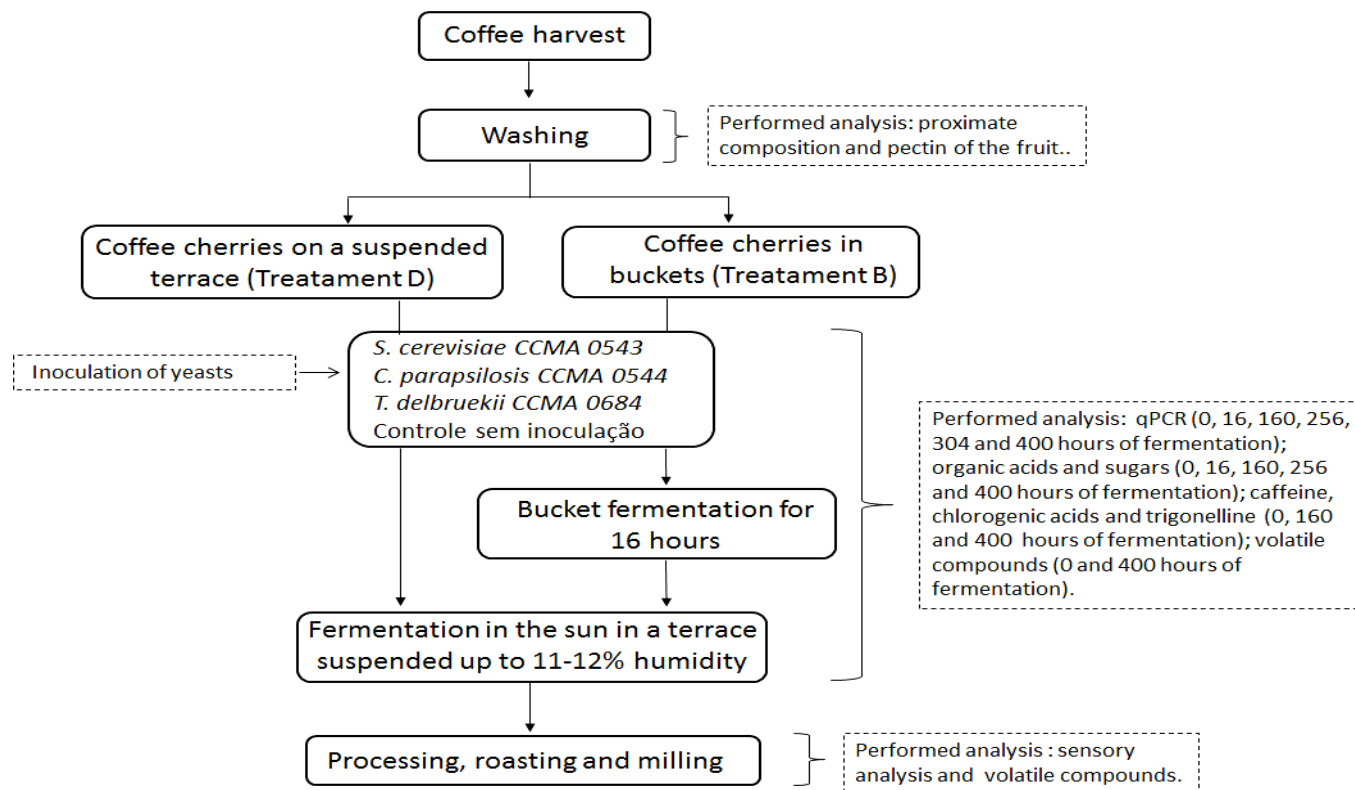 Coffee harvest
Washing
Performed analysis: proximate
composition and pectin of the fruit..
Coffee cherries on a suspended
terrace (Treatament D)
Coffee cherries in
buckets (Treatament B)
Inoculation of yeasts
S. cerevisiae CCMA 0543
C. parapsilosis CCMA 0544
T. delbruekii CCMA 0684
Controle sem inoculação
Performed analysis: qPCR (0, 16, 160, 256,
304 and 400 hours of fermentation);
organic acids and sugars (0, 16, 160, 256
and 400 hours of fermentation); caffeine,
chlorogenic acids and trigonelline (0, 160
and 400 hours of fermentation); volatile
compounds (0 and 400 hours of
fermentation).
Bucket fermentation for
16 hours
Fermentation in the sun in a terrace
suspended up to 11-12% humidity
Processing, roasting and milling
Performed analysis : sensory
analysis and volatile compounds.